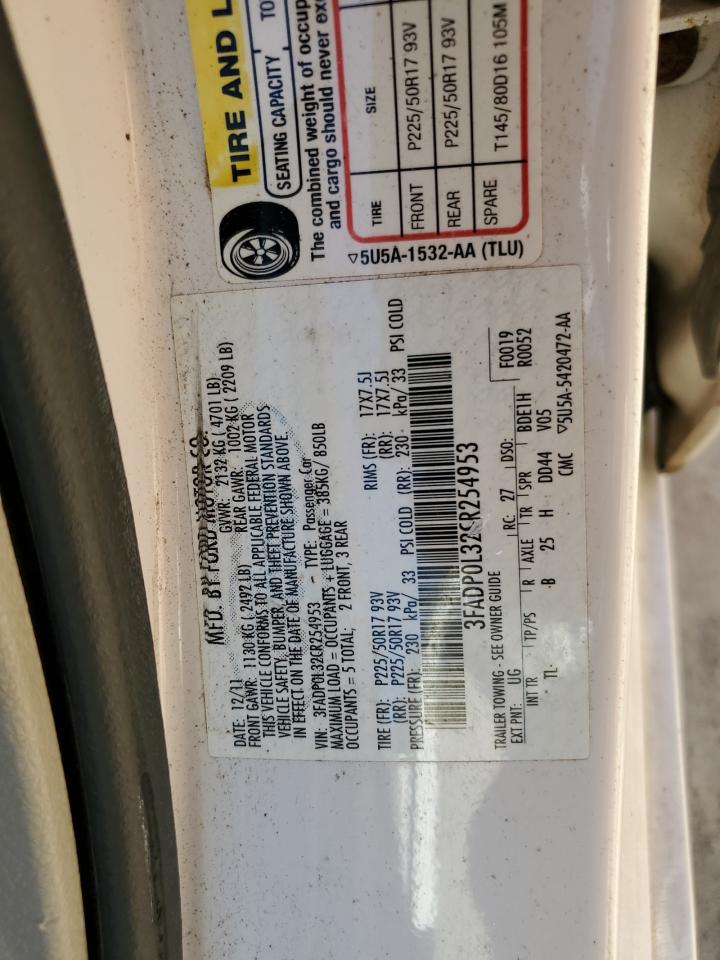 TIRE AND L
SEATING CAPACITY TO
The combined weight of occup
and cargo should never exc
TIRE SIZE
FRONT P225/50R17 93V
REAR P225/50R17 93V
SPARE T145/80D16 105M
5U5A-1532-AA (TLU)
MFD. BY FORD MOTOR CO.
DATE: 12/11 GVWR: 2132 KG ( 4701 LB)
FRONT GAWR: 1130 KG ( 2492 LB) REAR GAWR: 1002 KG ( 2209 LB)
THIS VEHICLE CONFORMS TO ALL APPLICABLE FEDERAL MOTOR
VEHICLE SAFETY, BUMPER, AND THEFT PREVENTION STANDARDS
IN EFFECT ON THE DATE OF MANUFACTURE SHOWN ABOVE
VIN: 3FADP0L32CR254953 - TYPE: Passenger Car
MAXIMUM LOAD = OCCUPANTS + LUGGAGE = 385KG/ 850LB
OCCUPANTS = 5 TOTAL; 2 FRONT, 3 REAR
TIRE (FR): P225/50R17 93V RIMS (FR): 17X7.5J
(RR): P225/50R17 93V (RR): 17X7.5J
PRESSURE (FR): 230 kPa/ 33 PSI COLD (RR): 230 kPa/ 33 PSI COLD
3FADP0L32CR254953
TRAILER TOWING - SEE OWNER GUIDE F0019
EXT PNT: UG RC: 27 DSO: R0052
INT TR TP/PS R AXLE TR SPR BDE1H
TL B 25 H DD44 V05
CMC 5U5A-5420472-AA